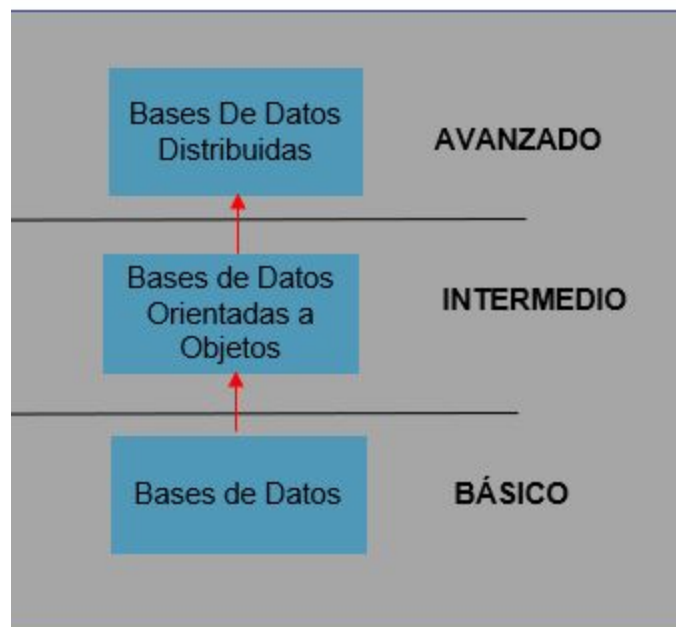 Bases De Datos
Distribuidas
AVANZADO
Bases de Datos
Orientadas a
Objetos
INTERMEDIO
Bases de Datos
BÁSICO